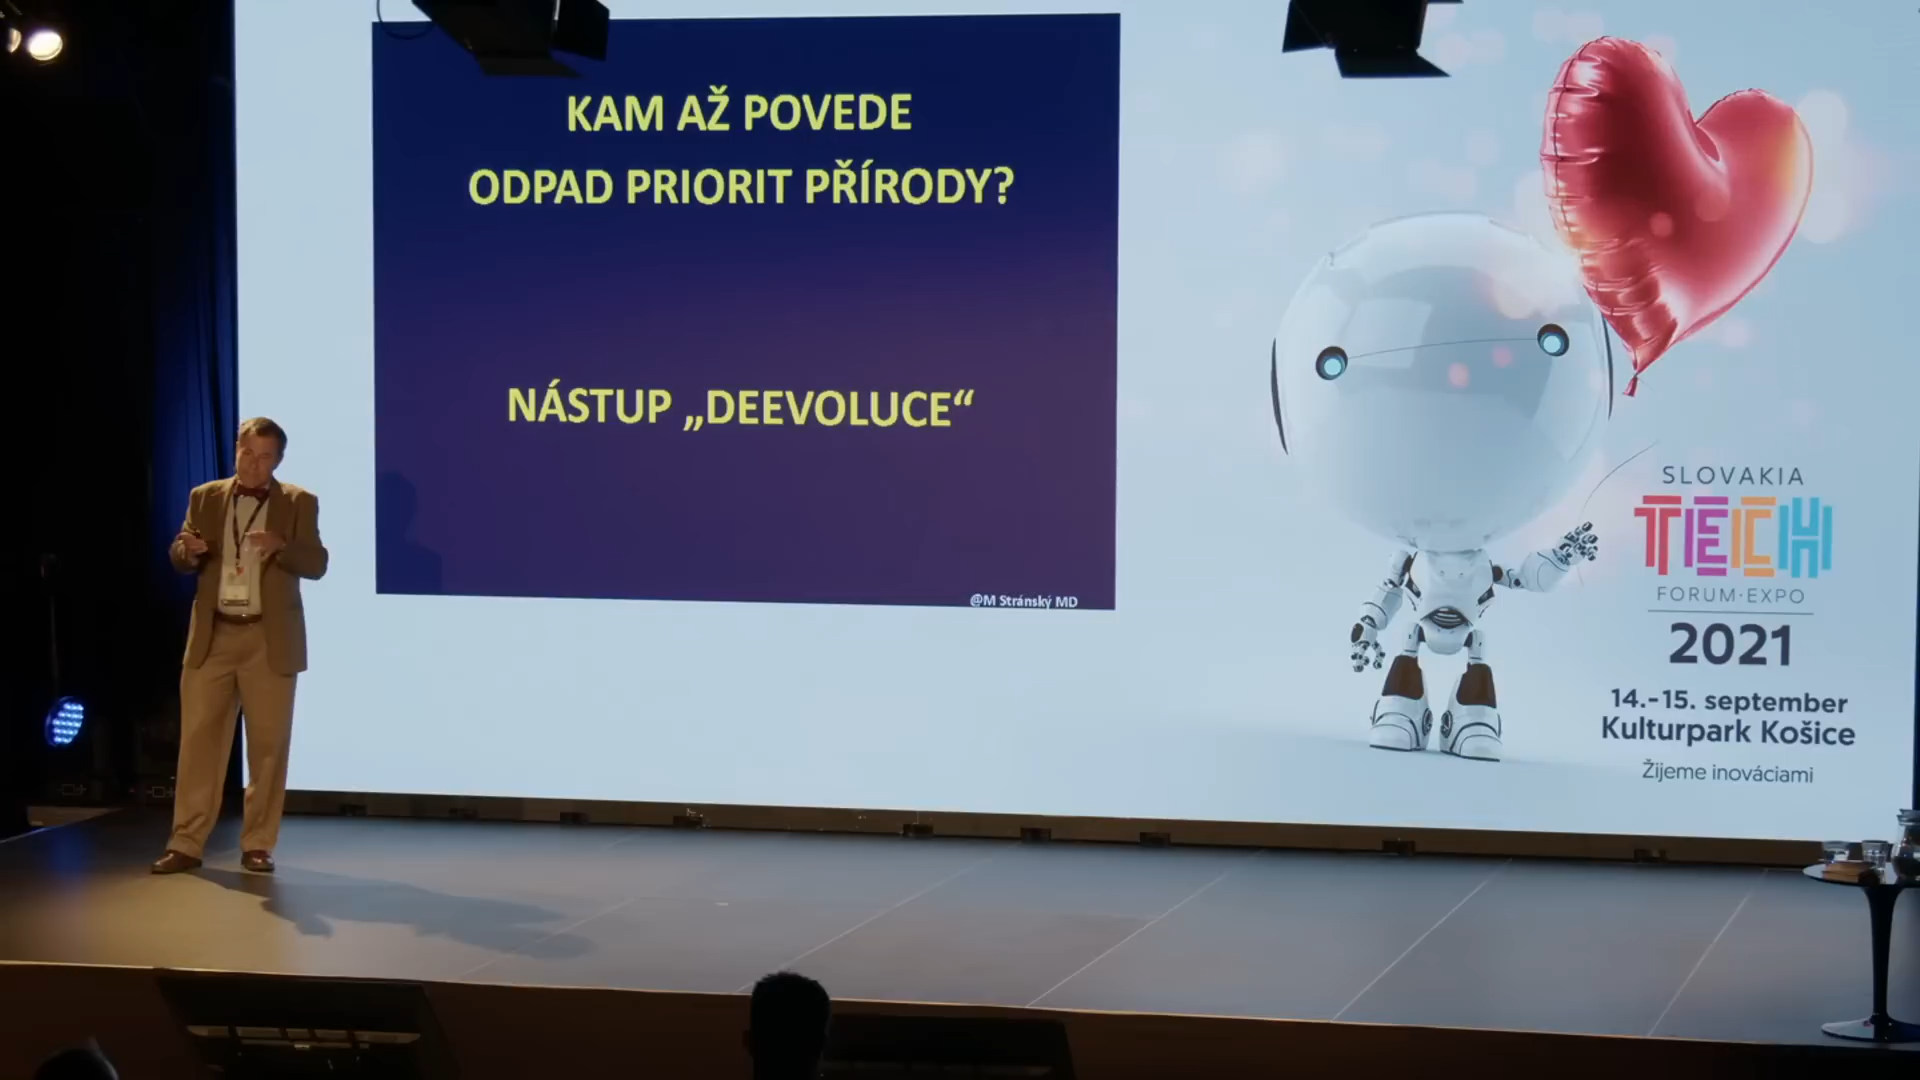 KAM AŽ POVEDE
ODPAD PRIORIT PŘÍRODY?
NÁSTUP „DEEVOLUCE“
@M Stránský MD
SLOVAKIA
TECH
FORUM·EXPO
2021
14.-15. september
Kulturpark Košice
Žijeme inováciami